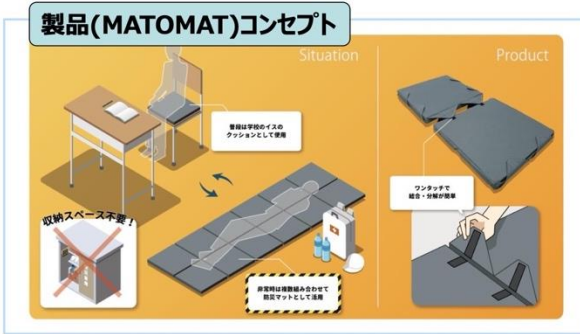 製品(MATOMAT)コンセプト
Situation
Product
普段は学校のイスの
クッションとして使用
ワンタッチで
結合・分解が簡単
収納スペース不要！
非常時は複数組み合わせて
防災マットとして活用